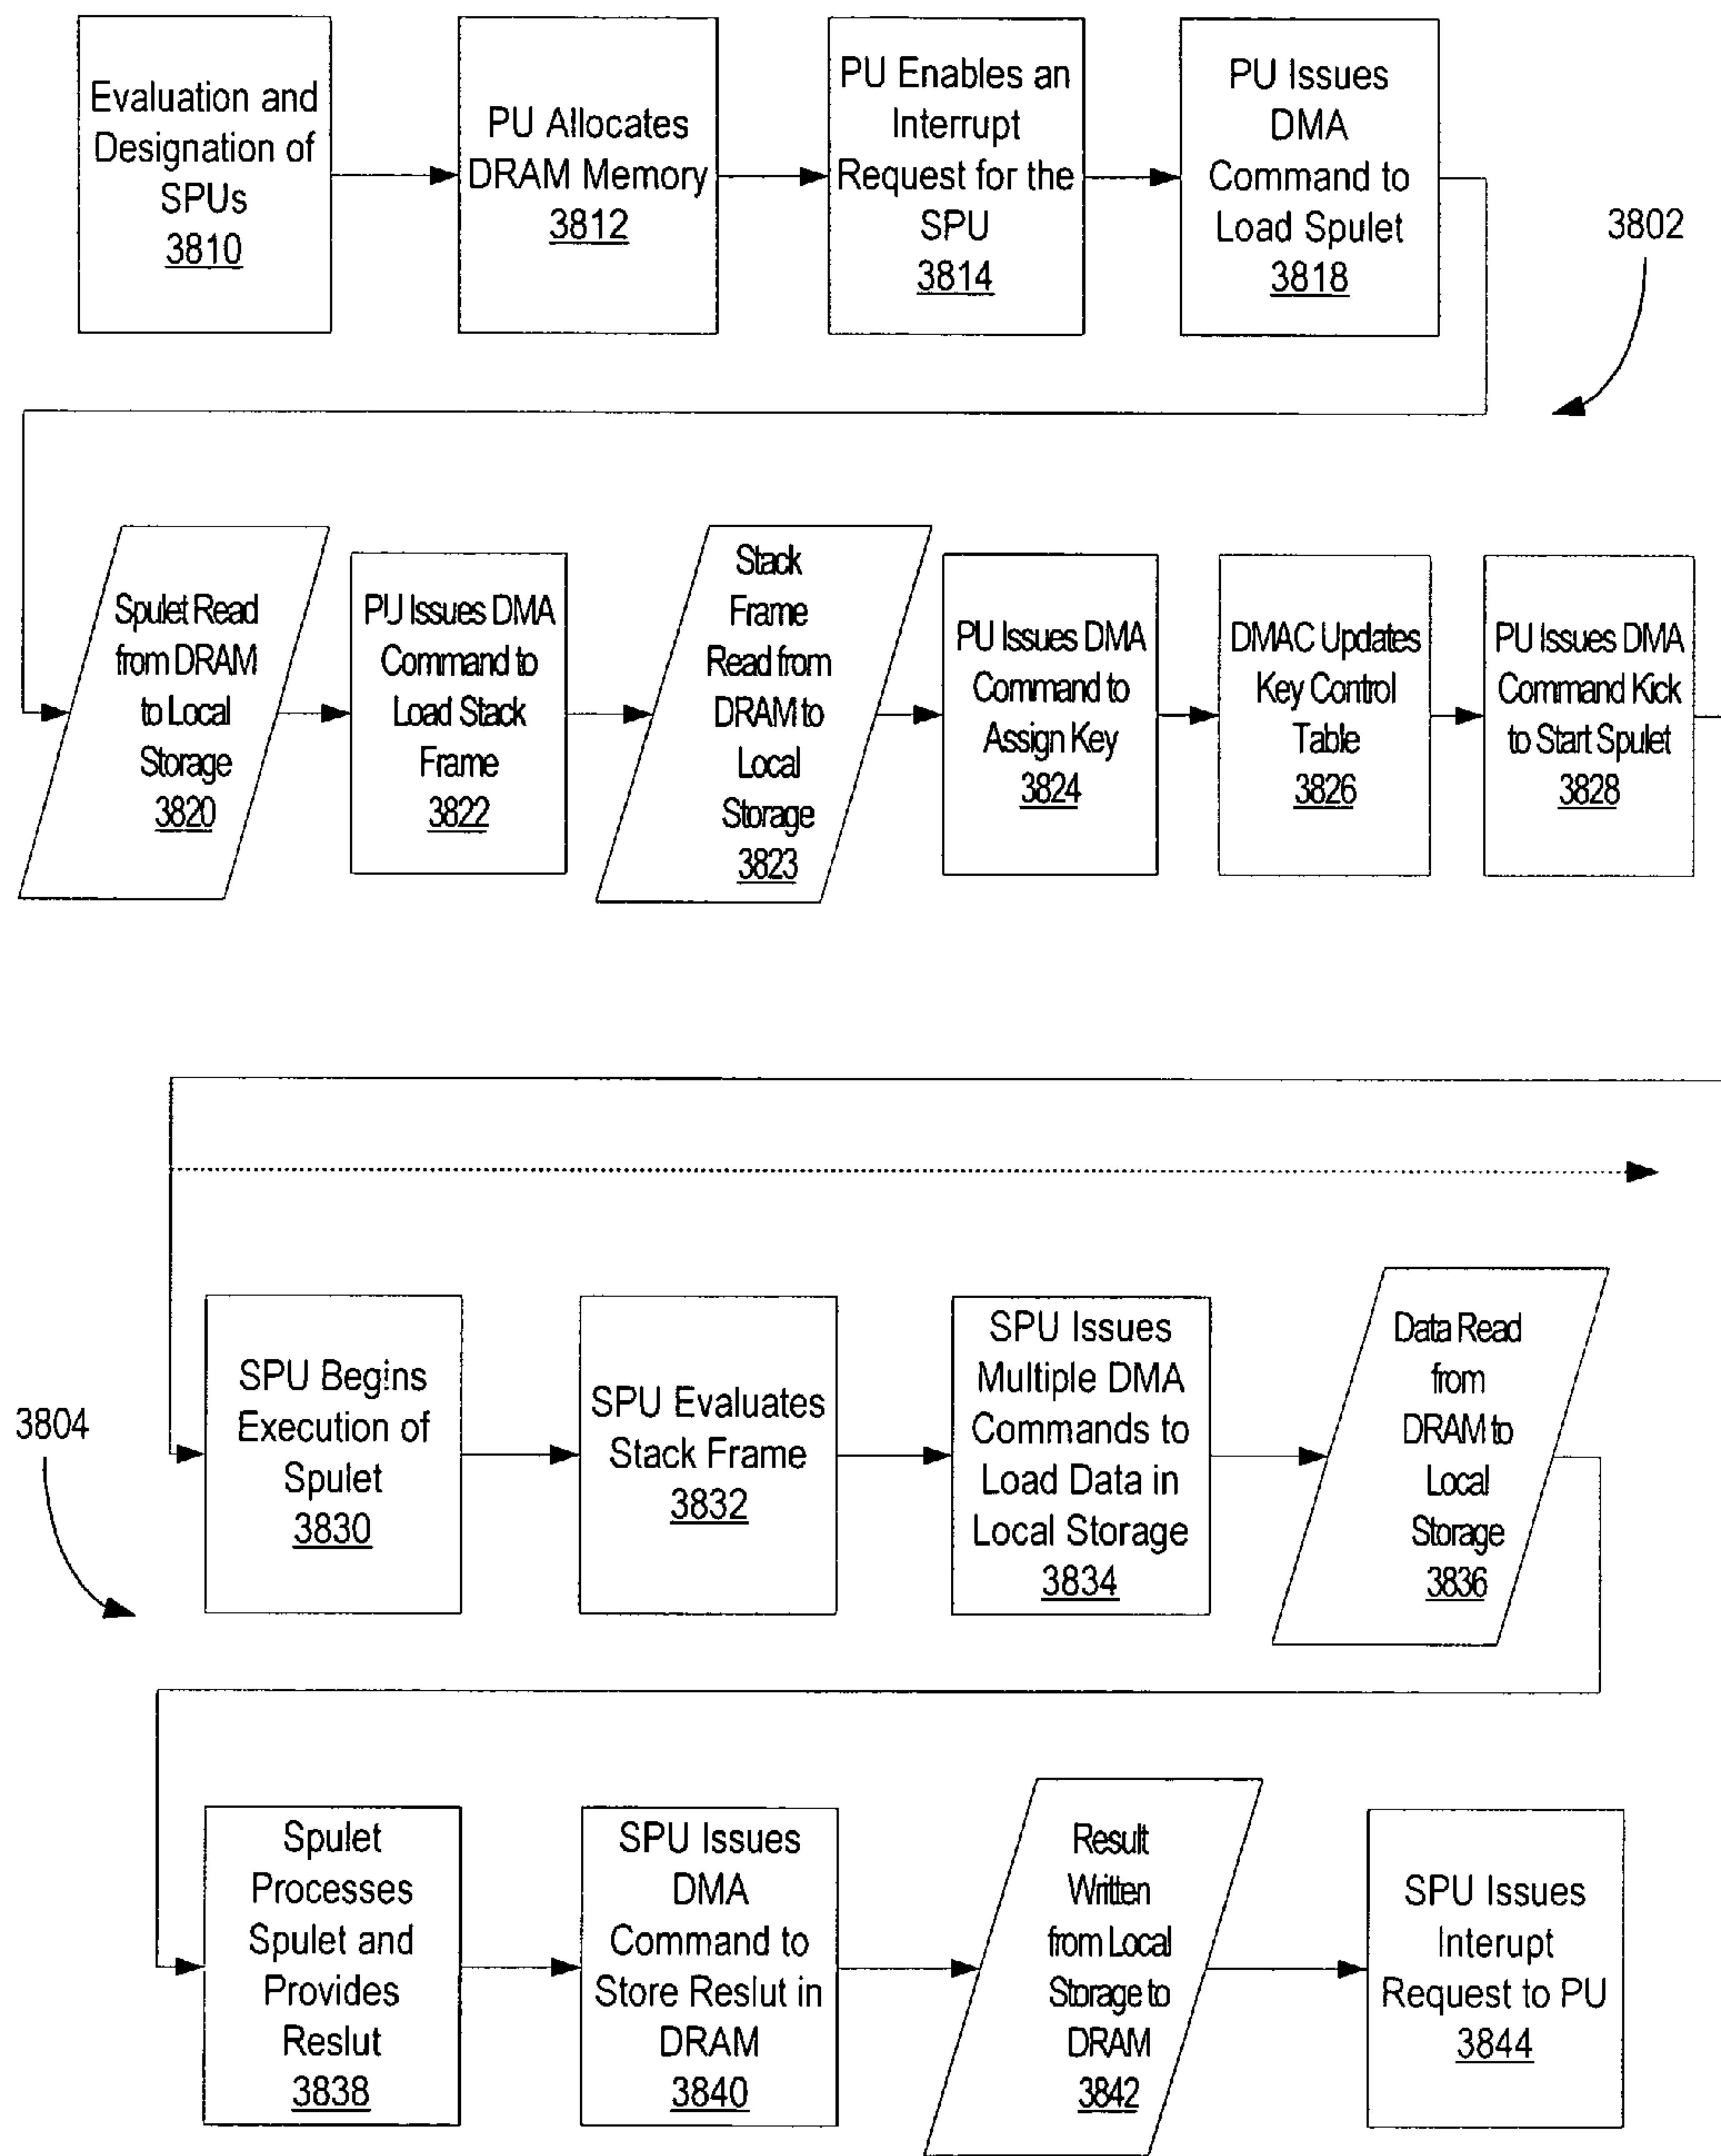 Evaluation and
Designation of
SPUs
3810
PU Allocates
DRAM Memory
3812
PU Enables an
Interrupt
Request for the
SPU
3814
PU Issues
DMA
Command to
Load Spulet
3818
3802
Spulet Read
from DRAM
to Local
Storage
3820
PU Issues DMA
Command to
Load Stack
Frame
3822
Stack
Frame
Read from
DRAM to
Local
Storage
3823
PU Issues DMA
Command to
Assign Key
3824
DMAC Updates
Key Control
Table
3826
PU Issues DMA
Command Kick
to Start Spulet
3828
3804
SPU Begins
Execution of
Spulet
3830
SPU Evaluates
Stack Frame
3832
SPU Issues
Multiple DMA
Commands to
Load Data in
Local Storage
3834
Data Read
from
DRAM to
Local
Storage
3836
Spulet
Processes
Spulet and
Provides
Reslut
3838
SPU Issues
DMA
Command to
Store Reslut in
DRAM
3840
Result
Written
from Local
Storage to
DRAM
3842
SPU Issues
Interupt
Request to PU
3844